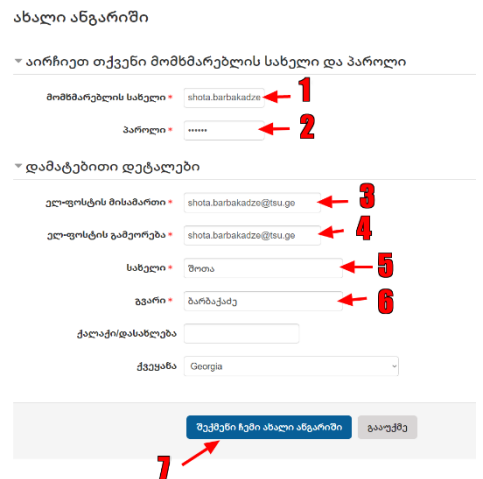 ახალი ანგარიში
აირჩიეთ თქვენი მომხმარებლის სახელი და პაროლი
მომხმარებლის სახელი * shota.barbakadze 1
პაროლი * •••••• 2
დამატებითი დეტალები
ელ-ფოსტის მისამართი * shota.barbakadze@tsu.ge 3
ელ-ფოსტის გამეორება * shota.barbakadze@tsu.ge 4
სახელი * შოთა 5
გვარი * ბარბაქაძე 6
ქალაქი/დასახლება
ქვეყანა Georgia
შექმენი ჩემი ახალი ანგარიში გააუქმე
7